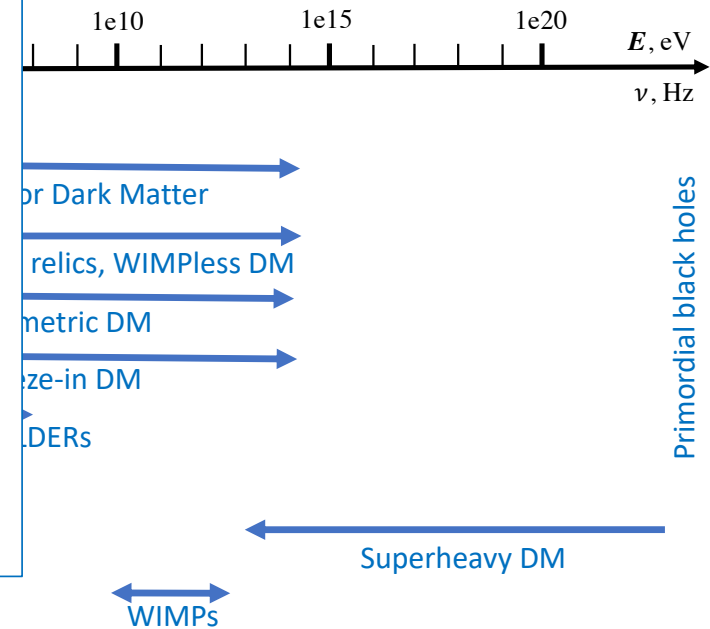 1e10 1e15 1e20
E, eV
ν, Hz
or Dark Matter
relics, WIMPless DM
metric DM
eze-in DM
LDERs
Primordial black holes
Superheavy DM
WIMPs